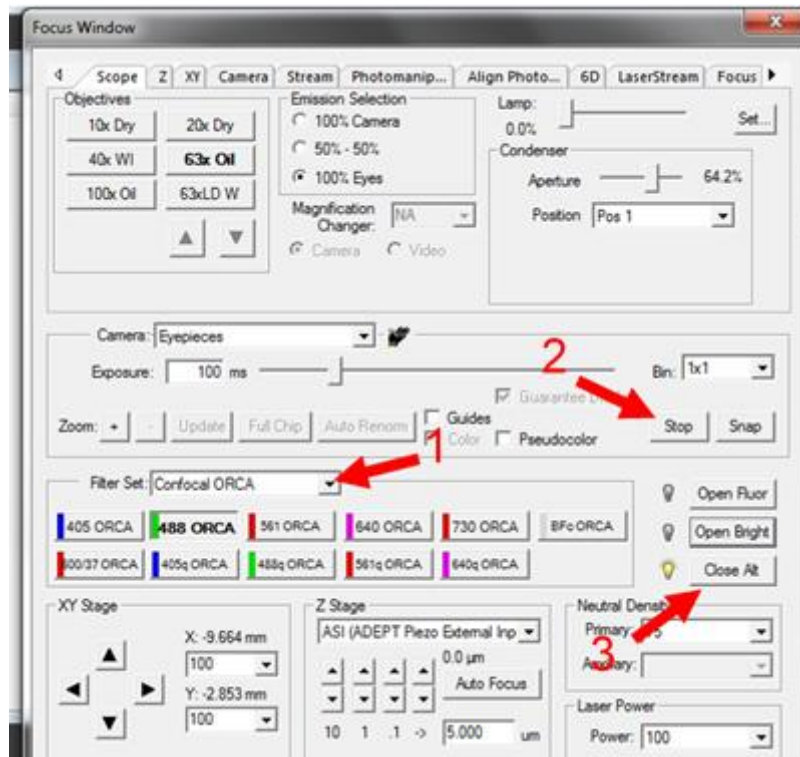 Focus Window
Scope Z XY Camera Stream Photomanip... Align Photo... 6D LaserStream Focus
Objectives
10x Dry 20x Dry
40x WI 63x Oil
100x Oil 63xLD W
Emission Selection
100% Camera
50% - 50%
100% Eyes
Magnification Changer: NA
Camera Video
Lamp:
0.0% Set...
Condenser
Aperture 64.2%
Position Pos 1
Camera: Eyepieces
Exposure: 100 ms
2
Bin: 1x1
Guarantee
Zoom: + - Update Full Chip Auto Renorm Guides
Color Pseudocolor
Stop Snap
1
Filter Set: Confocal ORCA
405 ORCA 488 ORCA 561 ORCA 640 ORCA 730 ORCA BFc ORCA
600/37 ORCA 405q ORCA 488q ORCA 561q ORCA 640q ORCA
Open Fluor
Open Bright
Close Alt
XY Stage
X: -9.664 mm
100
Y: -2.853 mm
100
Z Stage
ASI (ADEPT Piezo External Inp
0.0 µm
Auto Focus
10 1 .1 -> 5.000 um
Neutral
Primary:
3
Laser Power
Power: 100